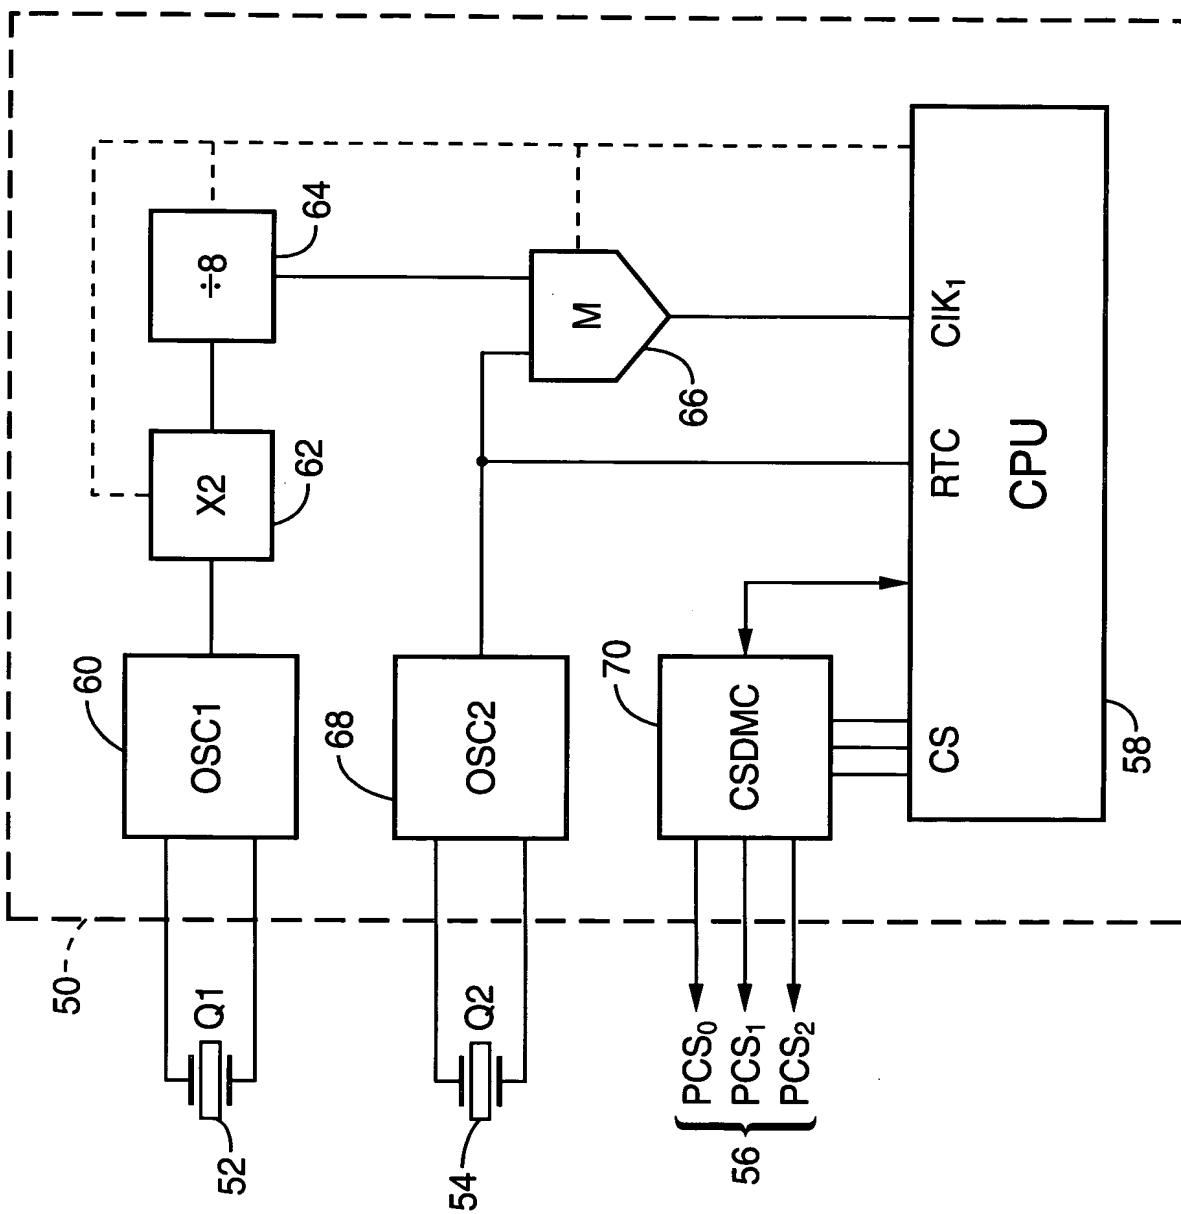 50
52
Q1
60
OSC1
X2
62
÷8
64
54
Q2
68
OSC2
M
66
56
PCS₀
PCS₁
PCS₂
70
CSDMC
CS
RTC
ClK₁
CPU
58